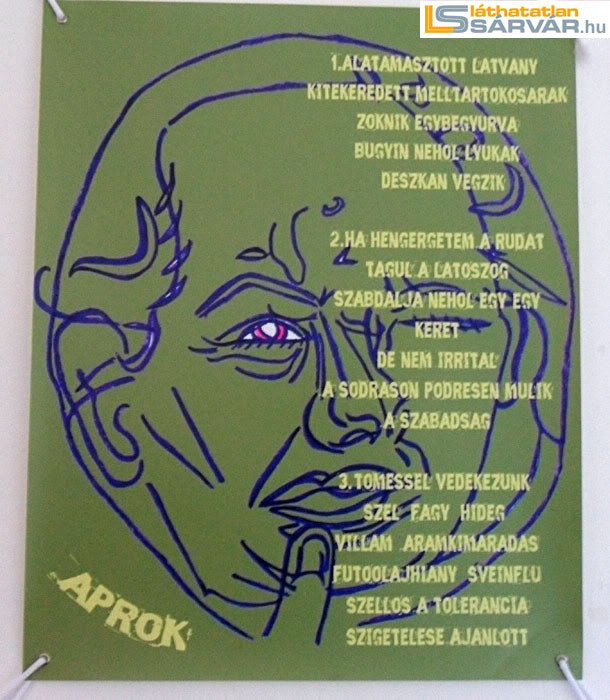 láthatatlan
SÁRVÁR.hu
1.ALATAMASZTOTT LATVANY
KITEKEREDETT MELLTARTOKOSARAK
ZOKNIK EGYBEGYURVA
BUGYIN NEHOL LYUKAK
DESZKAN VEGZIK
2.HA HENGERGETEM A RUDAT
TAGUL A LATOSZOG
SZABDALJA NEHOL EGY EGY
KERET
DE NEM IRRITAL
A SODRASON PODRESEN MULIK
A SZABADSAG
3.TOMESSEL VEDEKEZUNK
SZEL FAGY HIDEG
VILLAM ARAMKIMARADAS
FUTOOLAJHIANY SVEINFLU
SZELLOS A TOLERANCIA
SZIGETELESE AJANLOTT
APROK